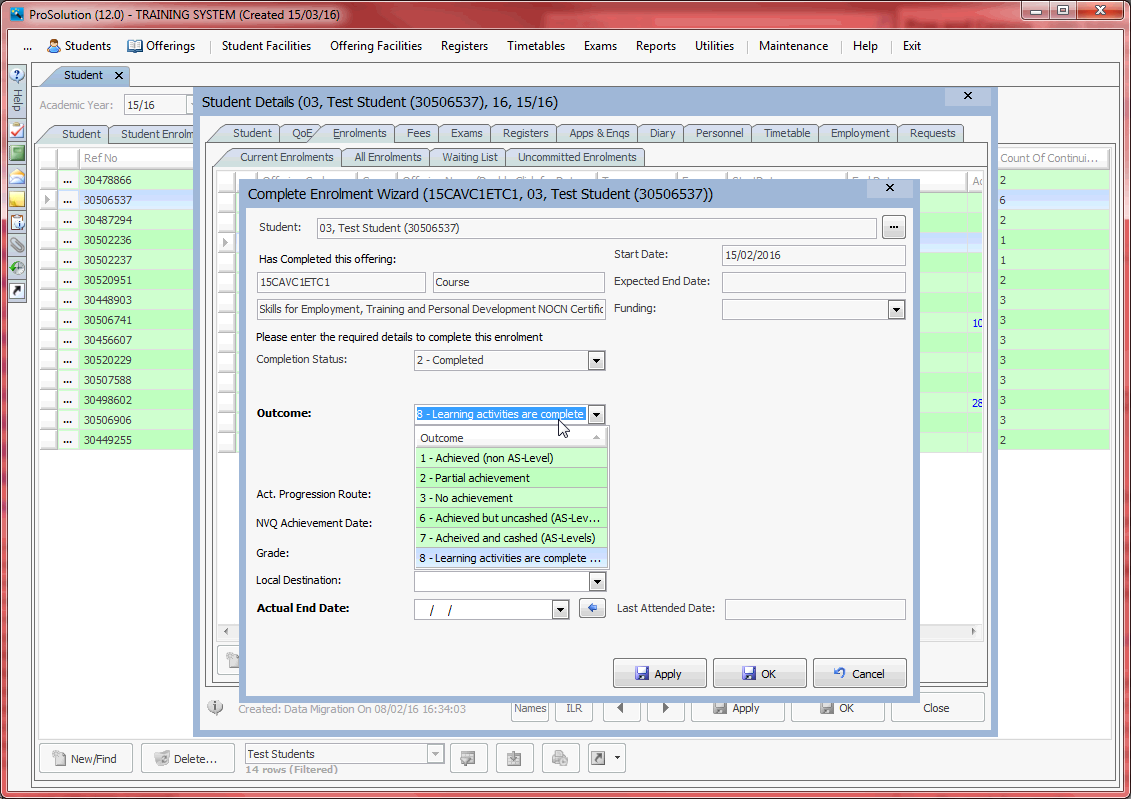 ProSolution (12.0) - TRAINING SYSTEM (Created 15/03/16)
... Students Offerings Student Facilities Offering Facilities Registers Timetables Exams Reports Utilities Maintenance Help Exit
Student
Help
Academic Year: 15/16
Student Details (03, Test Student (30506537), 16, 15/16)
Student Student Enrolm
Student QoE Enrolments Fees Exams Registers Apps & Enqs Diary Personnel Timetable Employment Requests
Current Enrolments All Enrolments Waiting List Uncommitted Enrolments
Ref No Count Of Continui...
... 30478866 2
... 30506537 6
... 30487294 2
... 30502236 1
... 30502237 1
... 30520951 2
... 30448903 3
... 30506741 3
... 30456607 3
... 30520229 3
... 30507588 3
... 30498602 3
... 30506906 3
... 30449255 2
10
28
Complete Enrolment Wizard (15CAVC1ETC1, 03, Test Student (30506537))
Student: 03, Test Student (30506537) ...
Has Completed this offering: Start Date: 15/02/2016
15CAVC1ETC1 Course Expected End Date:
Skills for Employment, Training and Personal Development NOCN Certific Funding:
Please enter the required details to complete this enrolment
Completion Status: 2 - Completed
Outcome: 8 - Learning activities are complete
Outcome
1 - Achieved (non AS-Level)
2 - Partial achievement
3 - No achievement
6 - Achieved but uncashed (AS-Lev...
7 - Acheived and cashed (AS-Levels)
8 - Learning activities are complete ...
Act. Progression Route:
NVQ Achievement Date:
Grade:
Local Destination:
Actual End Date: / / Last Attended Date:
Apply OK Cancel
Created: Data Migration On 08/02/16 16:34:03 Names ILR Apply OK Close
New/Find Delete... Test Students
14 rows (Filtered)